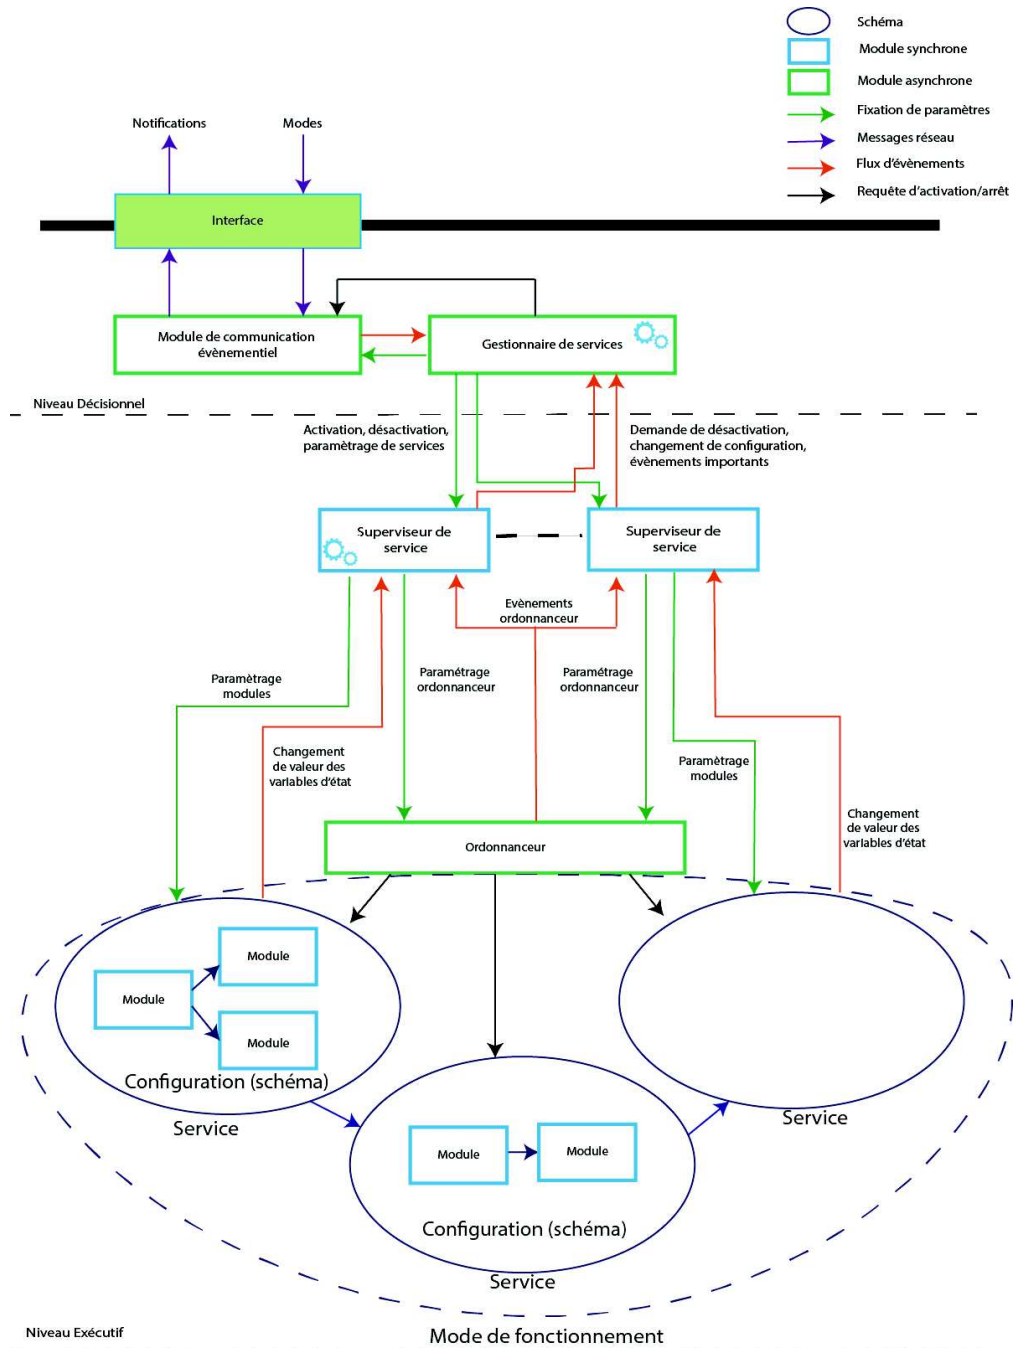 Schéma
Module synchrone
Module asynchrone
Fixation de paramètres
Messages réseau
Flux d'évènements
Requête d'activation/arrêt
Notifications
Modes
Interface
Module de communication
évènementiel
Gestionnaire de services
Niveau Décisionnel
Activation, désactivation,
paramètrage de services
Demande de désactivation,
changement de configuration,
évènements importants
Superviseur de
service
Superviseur de
service
Evènements
ordonnanceur
Paramètrage
modules
Paramétrage
ordonnanceur
Paramétrage
ordonnanceur
Changement
de valeur des
variables d'état
Paramètrage
modules
Changement
de valeur des
variables d'état
Ordonnanceur
Module
Module
Module
Configuration (schéma)
Service
Service
Module
Module
Configuration (schéma)
Service
Niveau Exécutif
Mode de fonctionnement